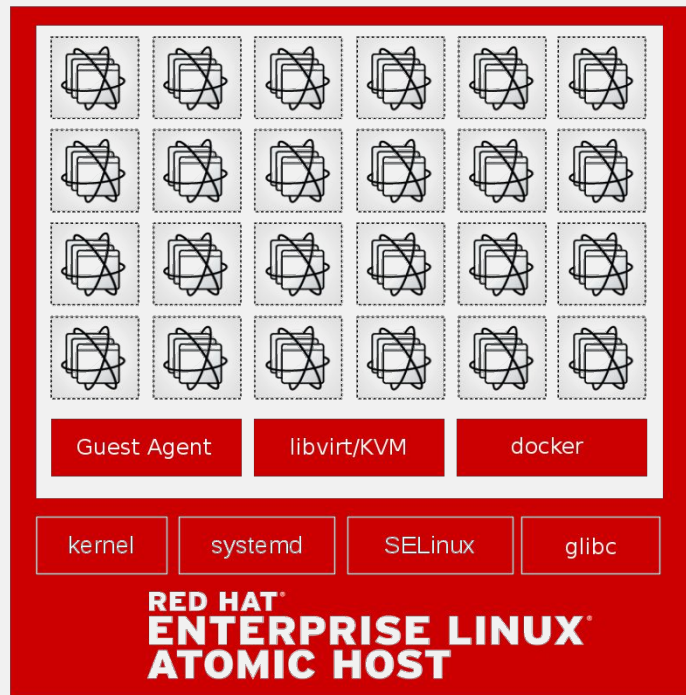 Guest Agent
libvirt/KVM
docker
kernel
systemd
SELinux
glibc
RED HAT®
ENTERPRISE LINUX®
ATOMIC HOST